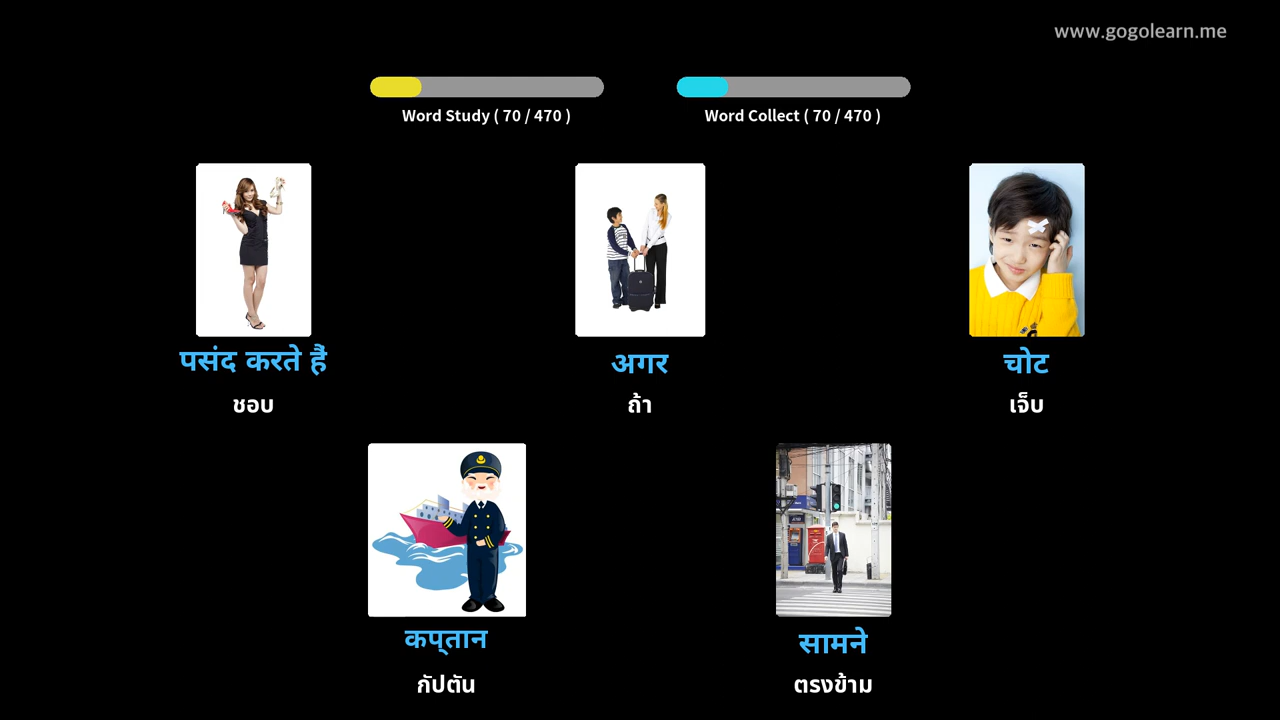 www.gogolearn.me
Word Study ( 70 / 470 )
Word Collect ( 70 / 470 )
पसंद करते हैं
अगर
चोट
ชอบ
ถ้า
เจ็บ
कप्तान
सामने
กัปตัน
ตรงข้าม